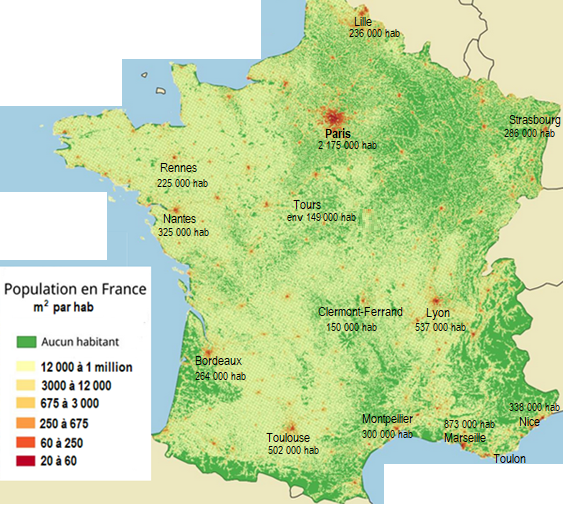 Lille
236 000 hab
Paris
2 175 000 hab
Strasbourg
286 000 hab
Rennes
225 000 hab
Tours
env 149 000 hab
Nantes
325 000 hab
Population en France
m² par hab
Aucun habitant
12 000 à 1 million
3000 à 12 000
675 à 3 000
250 à 675
60 à 250
20 à 60
Clermont-Ferrand
150 000 hab
Lyon
537 000 hab
Bordeaux
264 000 hab
Toulouse
502 000 hab
Montpellier
300 000 hab
873 000 hab
Marseille
338 000 hab
Nice
Toulon